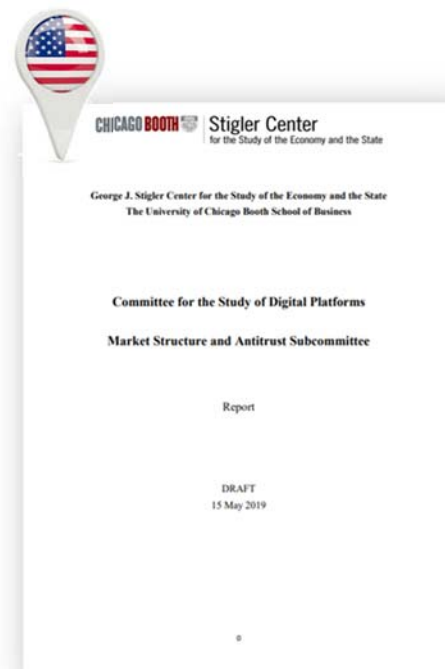 CHICAGO BOOTH
Stigler Center
for the Study of the Economy and the State
George J. Stigler Center for the Study of the Economy and the State
The University of Chicago Booth School of Business
Committee for the Study of Digital Platforms
Market Structure and Antitrust Subcommittee
Report
DRAFT
15 May 2019
0